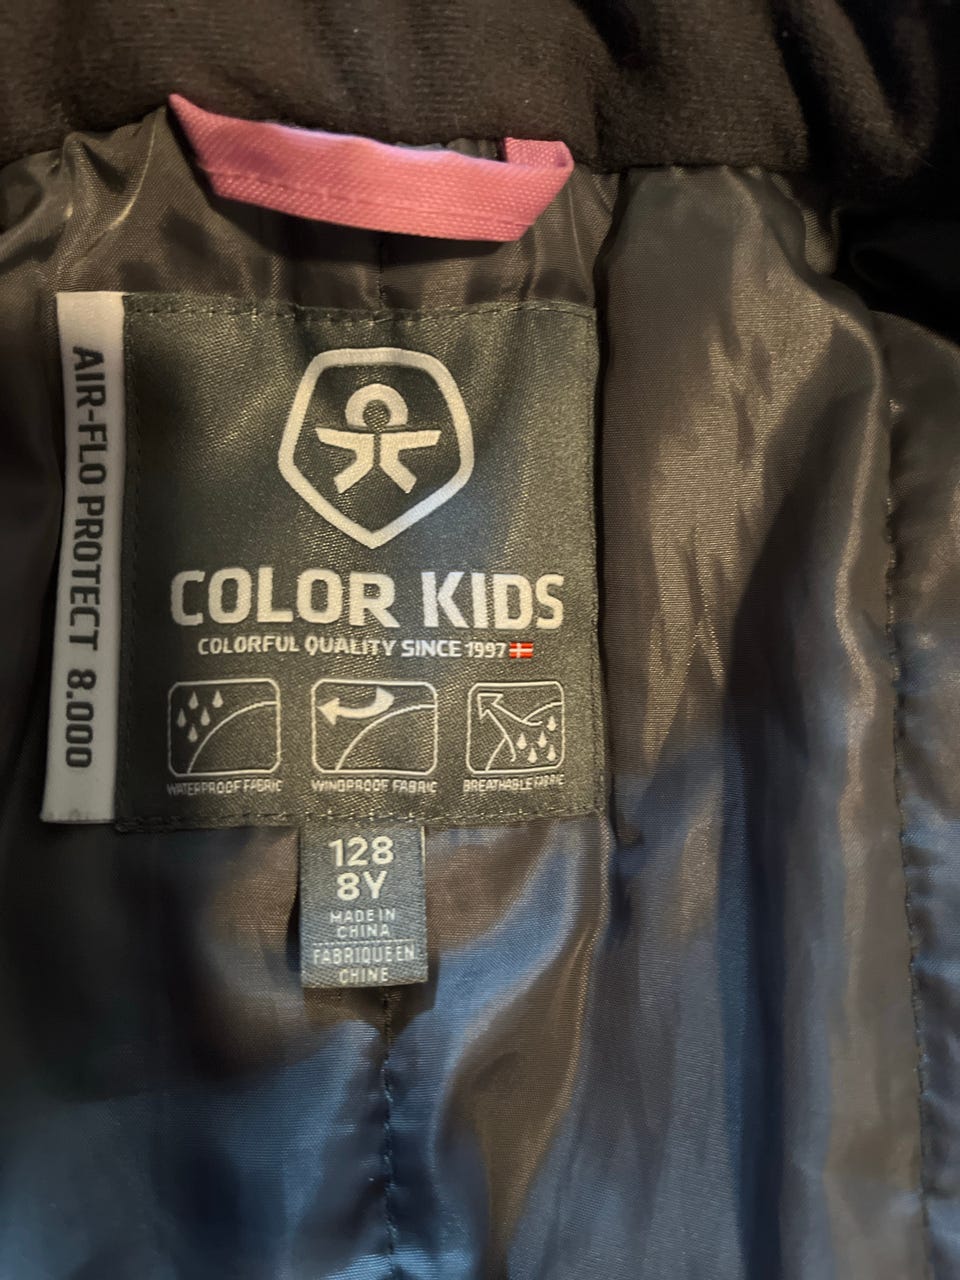 AIR-FLO PROTECT 8.000
COLOR KIDS
COLORFUL QUALITY SINCE 1997
WATERPROOF FABRIC
WINDPROOF FABRIC
BREATHABLE FABRIC
128
8Y
MADE IN
CHINA
FABRIQUE EN
CHINE